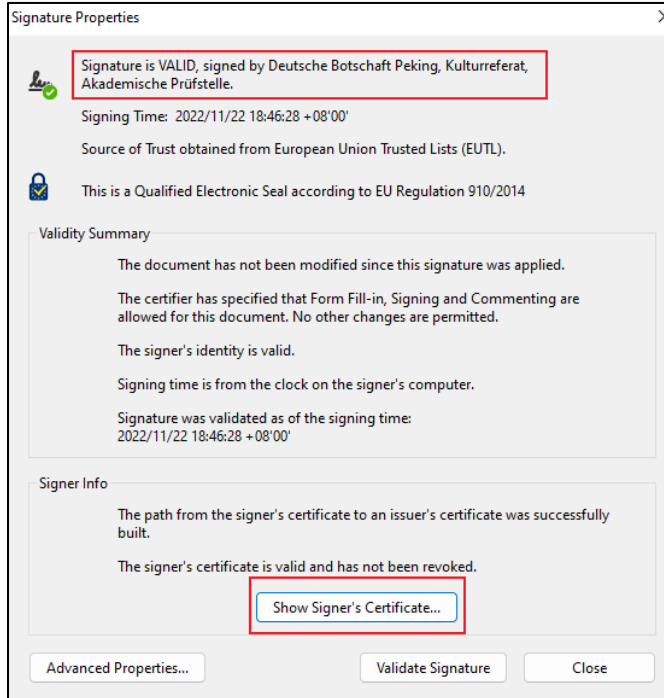 Signature Properties
Signature is VALID, signed by Deutsche Botschaft Peking, Kulturreferat,
Akademische Prüfstelle.
Signing Time:  2022/11/22 18:46:28 +08'00'
Source of Trust obtained from European Union Trusted Lists (EUTL).
This is a Qualified Electronic Seal according to EU Regulation 910/2014
Validity Summary
The document has not been modified since this signature was applied.
The certifier has specified that Form Fill-in, Signing and Commenting are
allowed for this document. No other changes are permitted.
The signer's identity is valid.
Signing time is from the clock on the signer's computer.
Signature was validated as of the signing time:
2022/11/22 18:46:28 +08'00'
Signer Info
The path from the signer's certificate to an issuer's certificate was successfully
built.
The signer's certificate is valid and has not been revoked.
Show Signer's Certificate...
Advanced Properties... Validate Signature Close